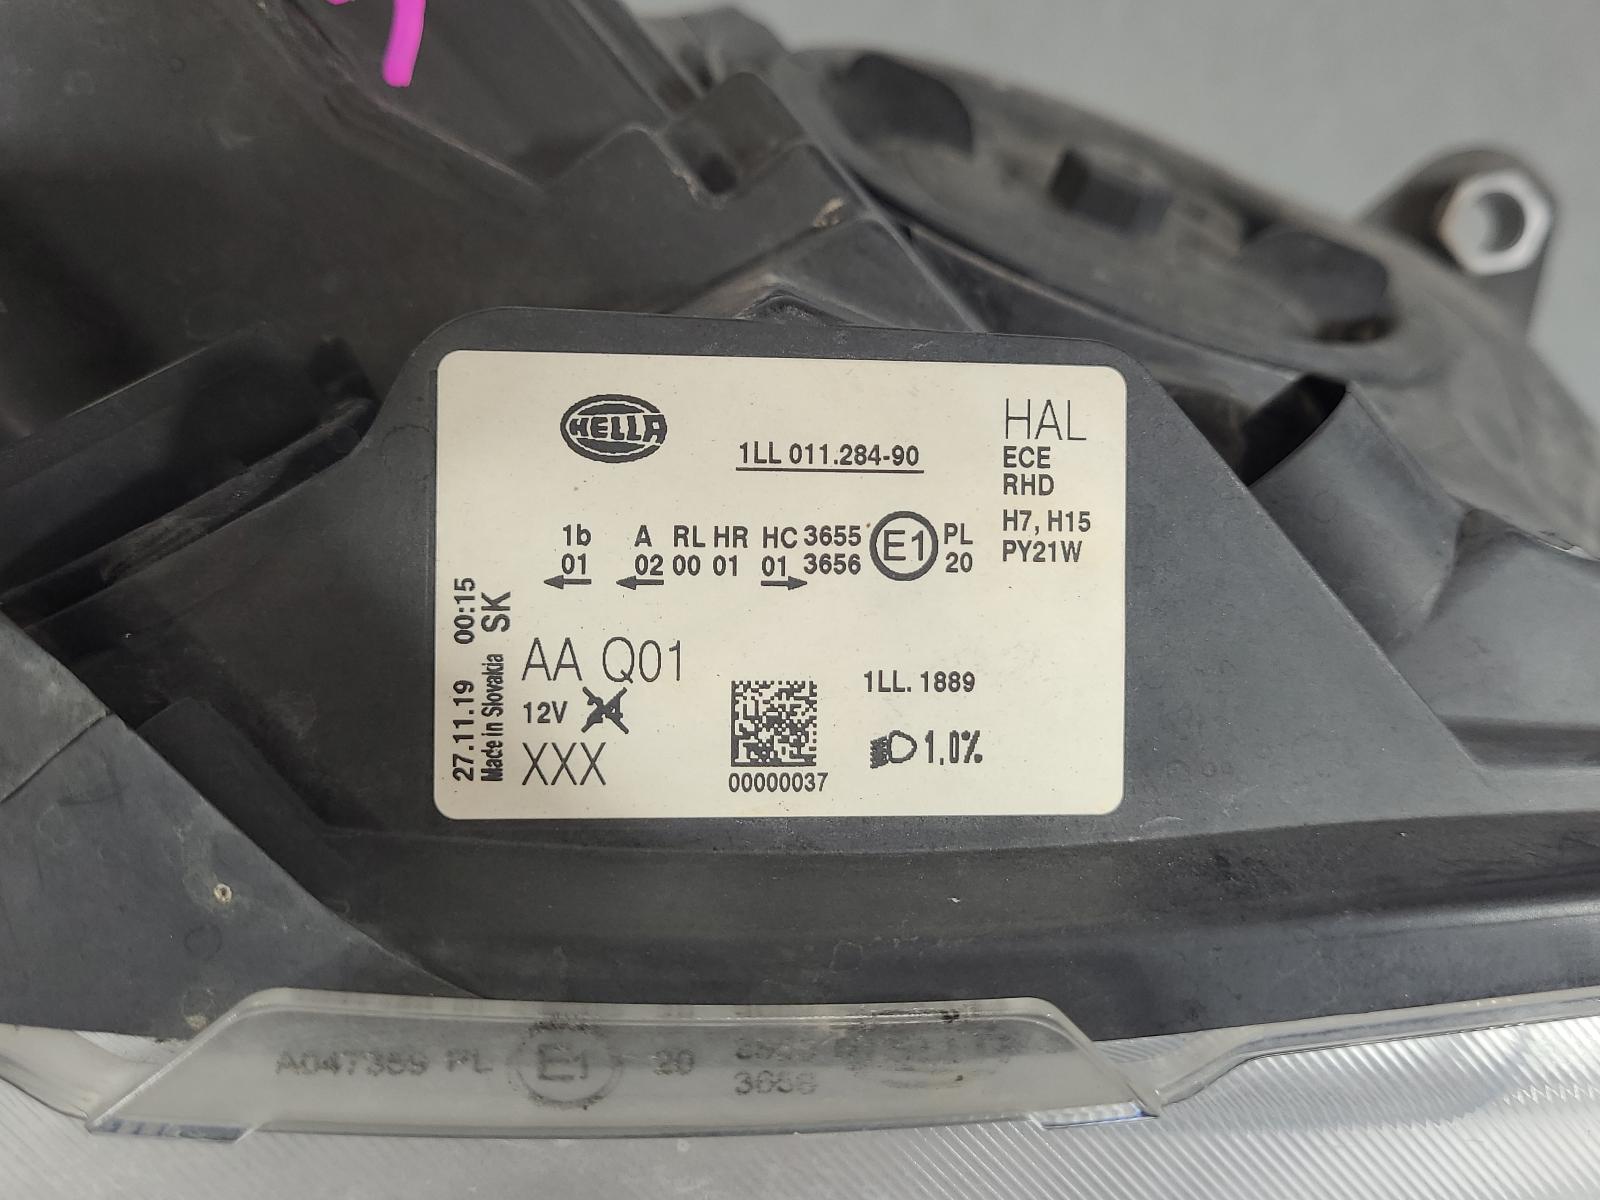 HELLA
1LL 011.284-90
HAL
ECE
RHD
H7, H15
PY21W
1b A RL HR HC 3655 E1 PL
01 02 00 01 01 3656 20
27.11.19 00:15
Made in Slovakia SK
AA Q01
12V
XXX
00000037
1LL. 1889
1,0%
PL E1 20